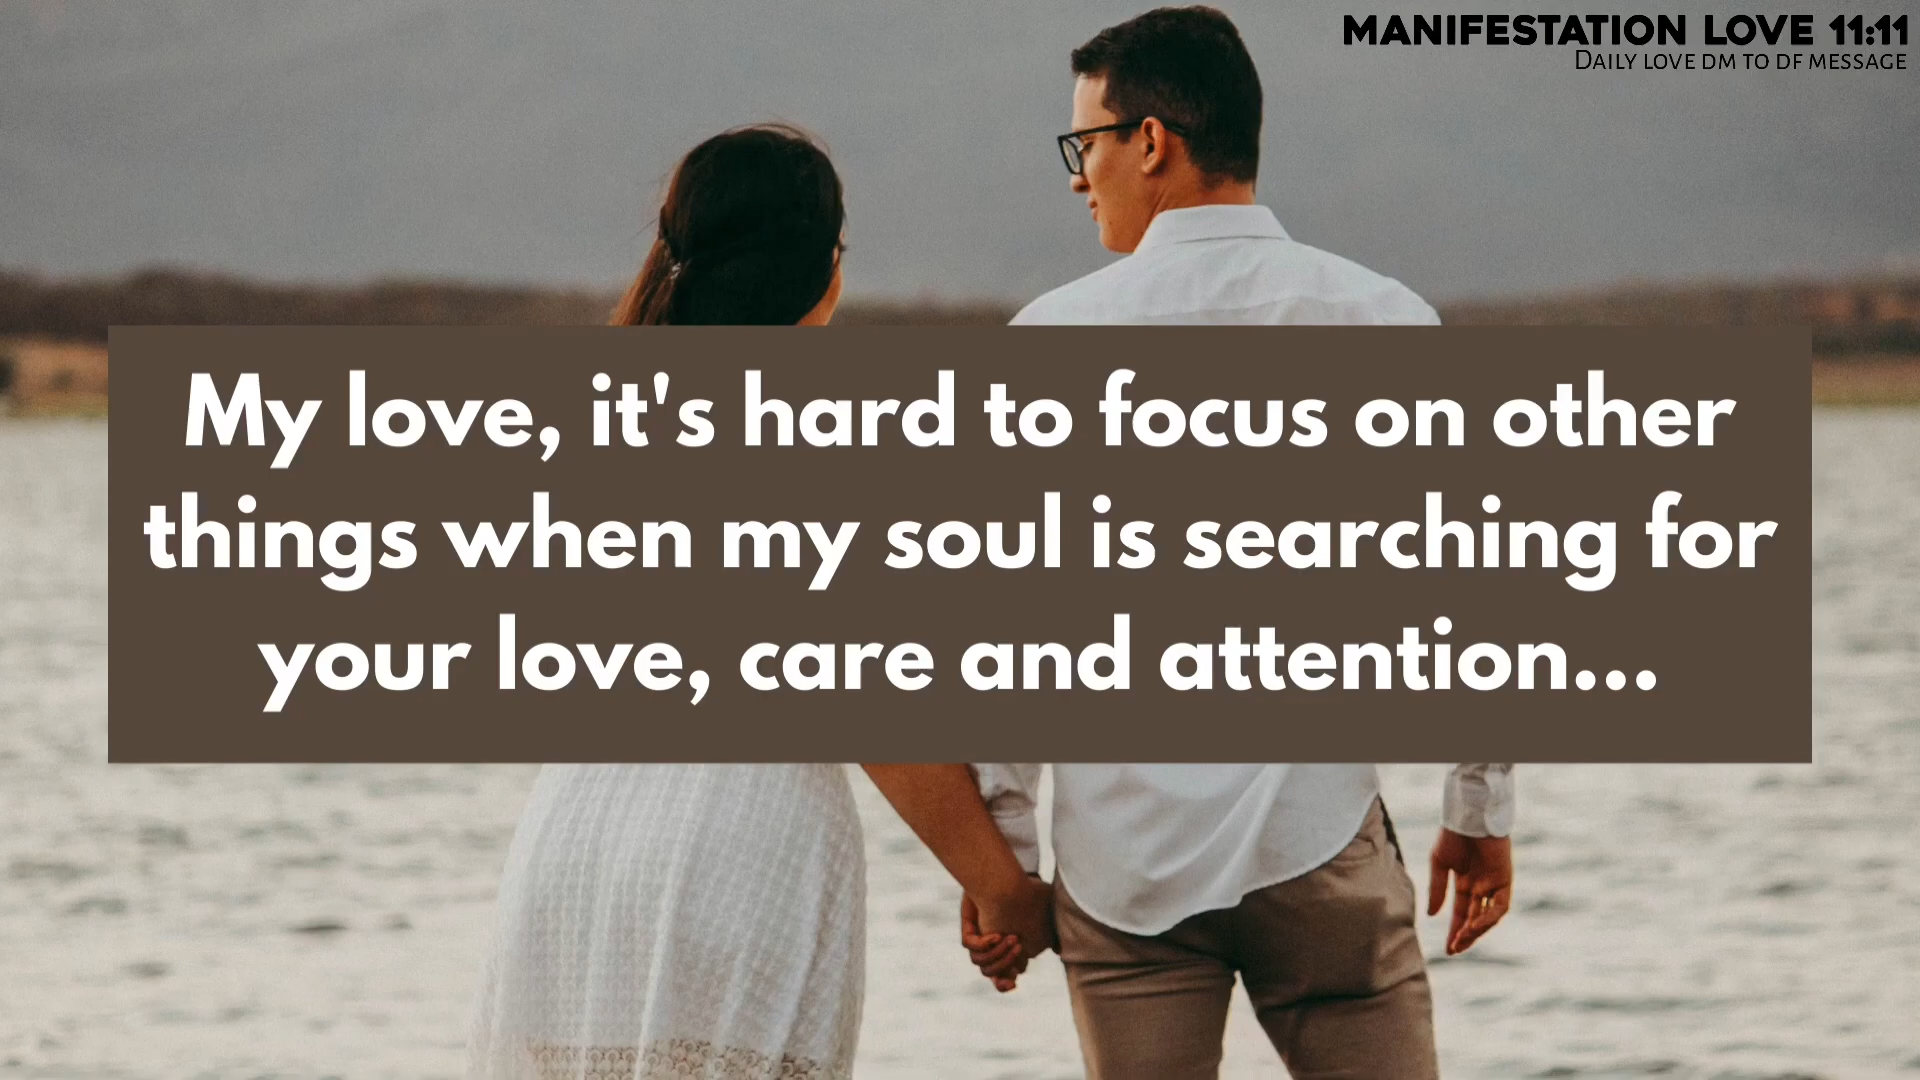 MANIFESTATION LOVE 11:11
DAILY LOVE DM TO DF MESSAGE
My love, it's hard to focus on other
things when my soul is searching for
your love, care and attention...